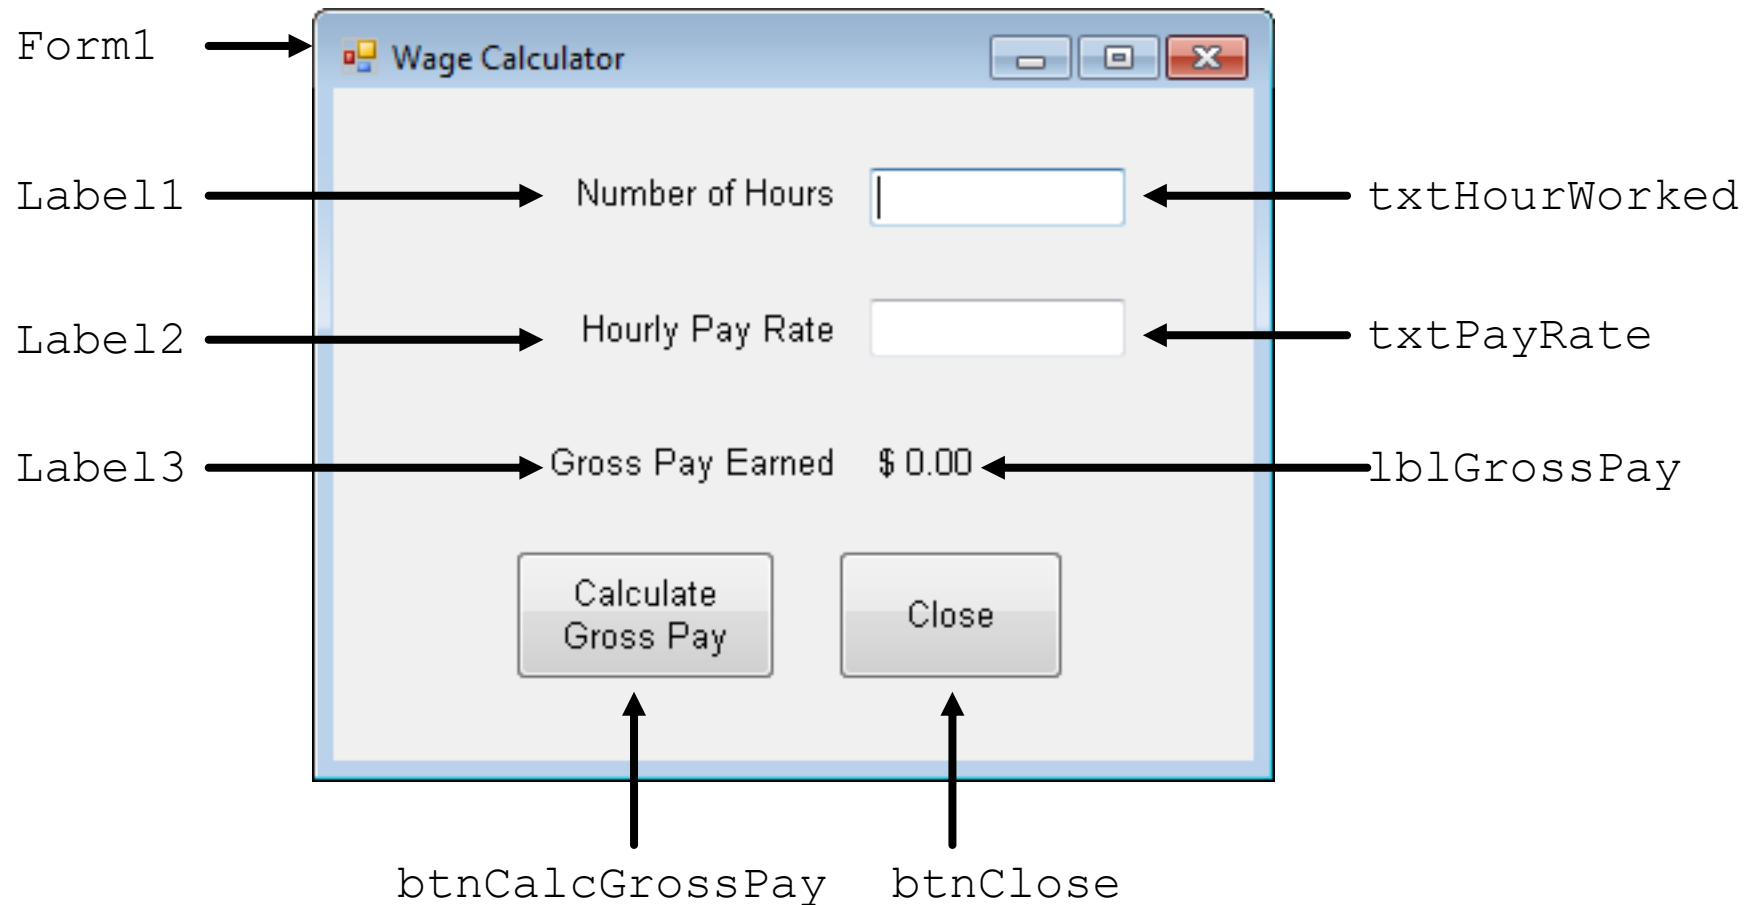 Form1
Wage Calculator
Label1
Number of Hours
txtHourWorked
Label2
Hourly Pay Rate
txtPayRate
Label3
Gross Pay Earned
$ 0.00
lblGrossPay
Calculate
Gross Pay
Close
btnCalcGrossPay
btnClose